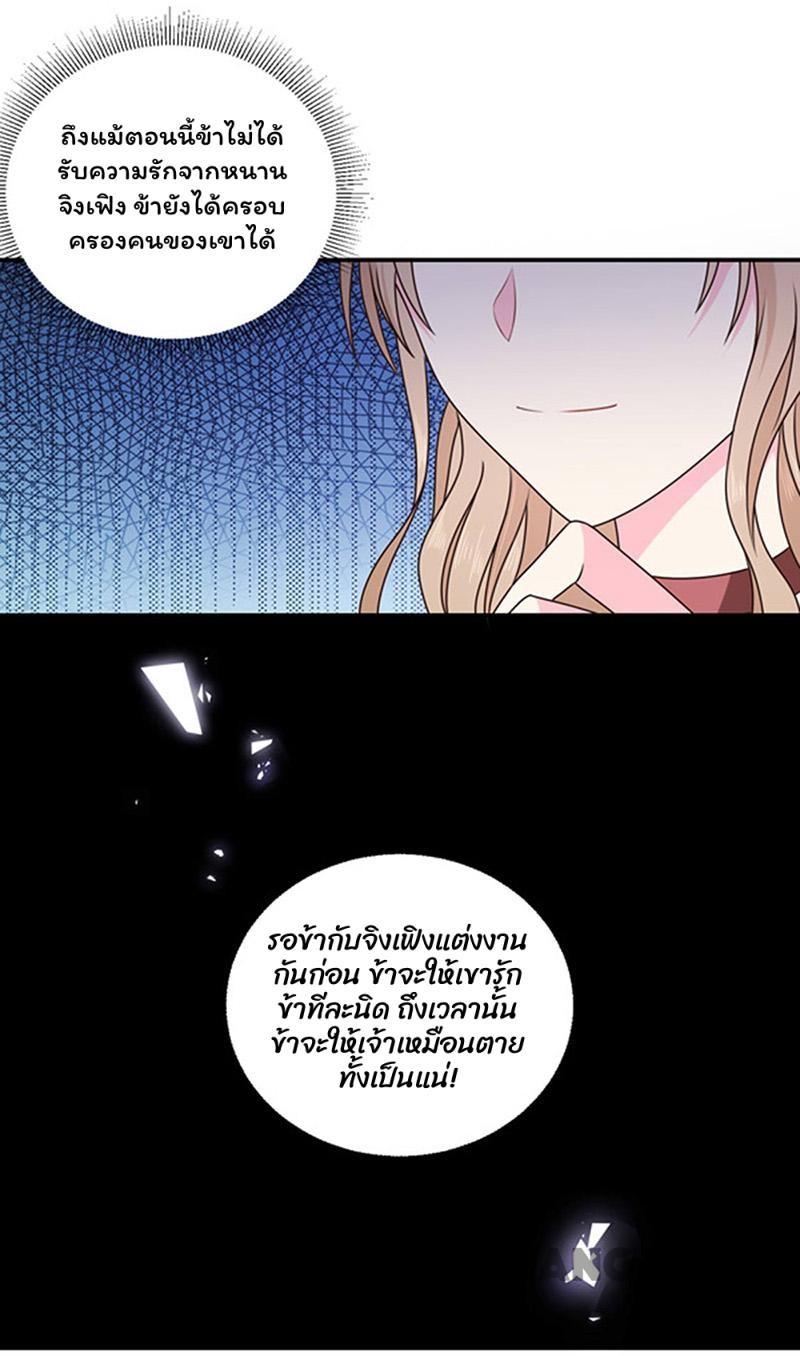 ถึงแม้ตอนนี้ข้าไม่ได้
รับความรักจากหนาน
จิงเฟิง ข้ายังได้ครอบ
ครองคนของเขาได้
รอข้ากับจิงเฟิงแต่งงาน
กันก่อน ข้าจะให้เขารัก
ข้าทีละนิด ถึงเวลานั้น
ข้าจะให้เจ้าเหมือนตาย
ทั้งเป็นแน่!